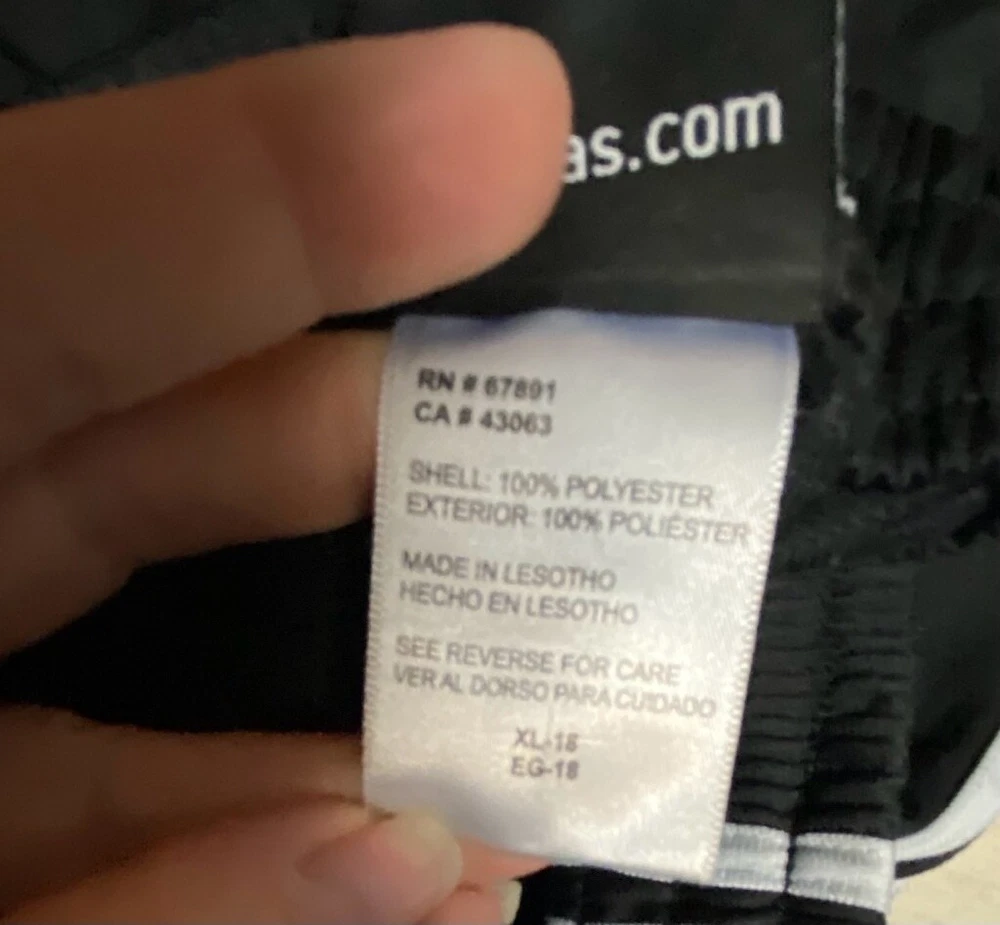 as.com
RN # 67891
CA # 43063
SHELL: 100% POLYESTER
EXTERIOR: 100% POLIÉSTER
MADE IN LESOTHO
HECHO EN LESOTHO
SEE REVERSE FOR CARE
VER AL DORSO PARA CUIDADO
XL-18
EG-18